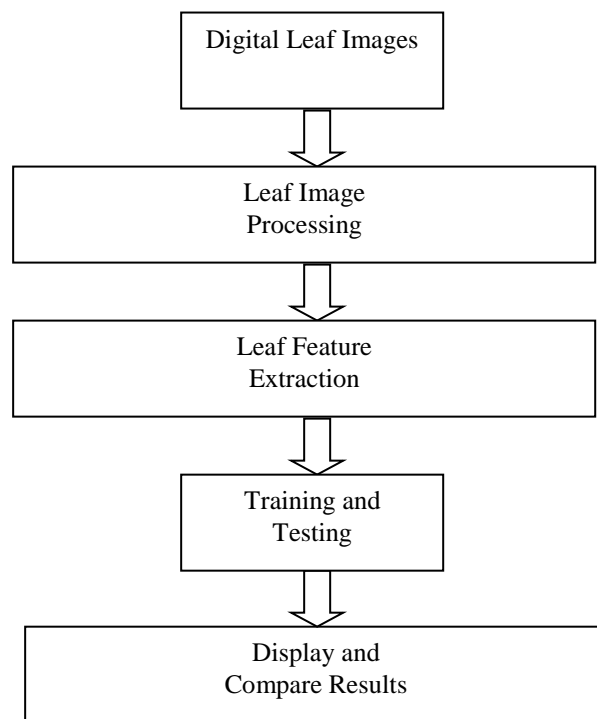 Digital Leaf Images
Leaf Image
Processing
Leaf Feature
Extraction
Training and
Testing
Display and
Compare Results